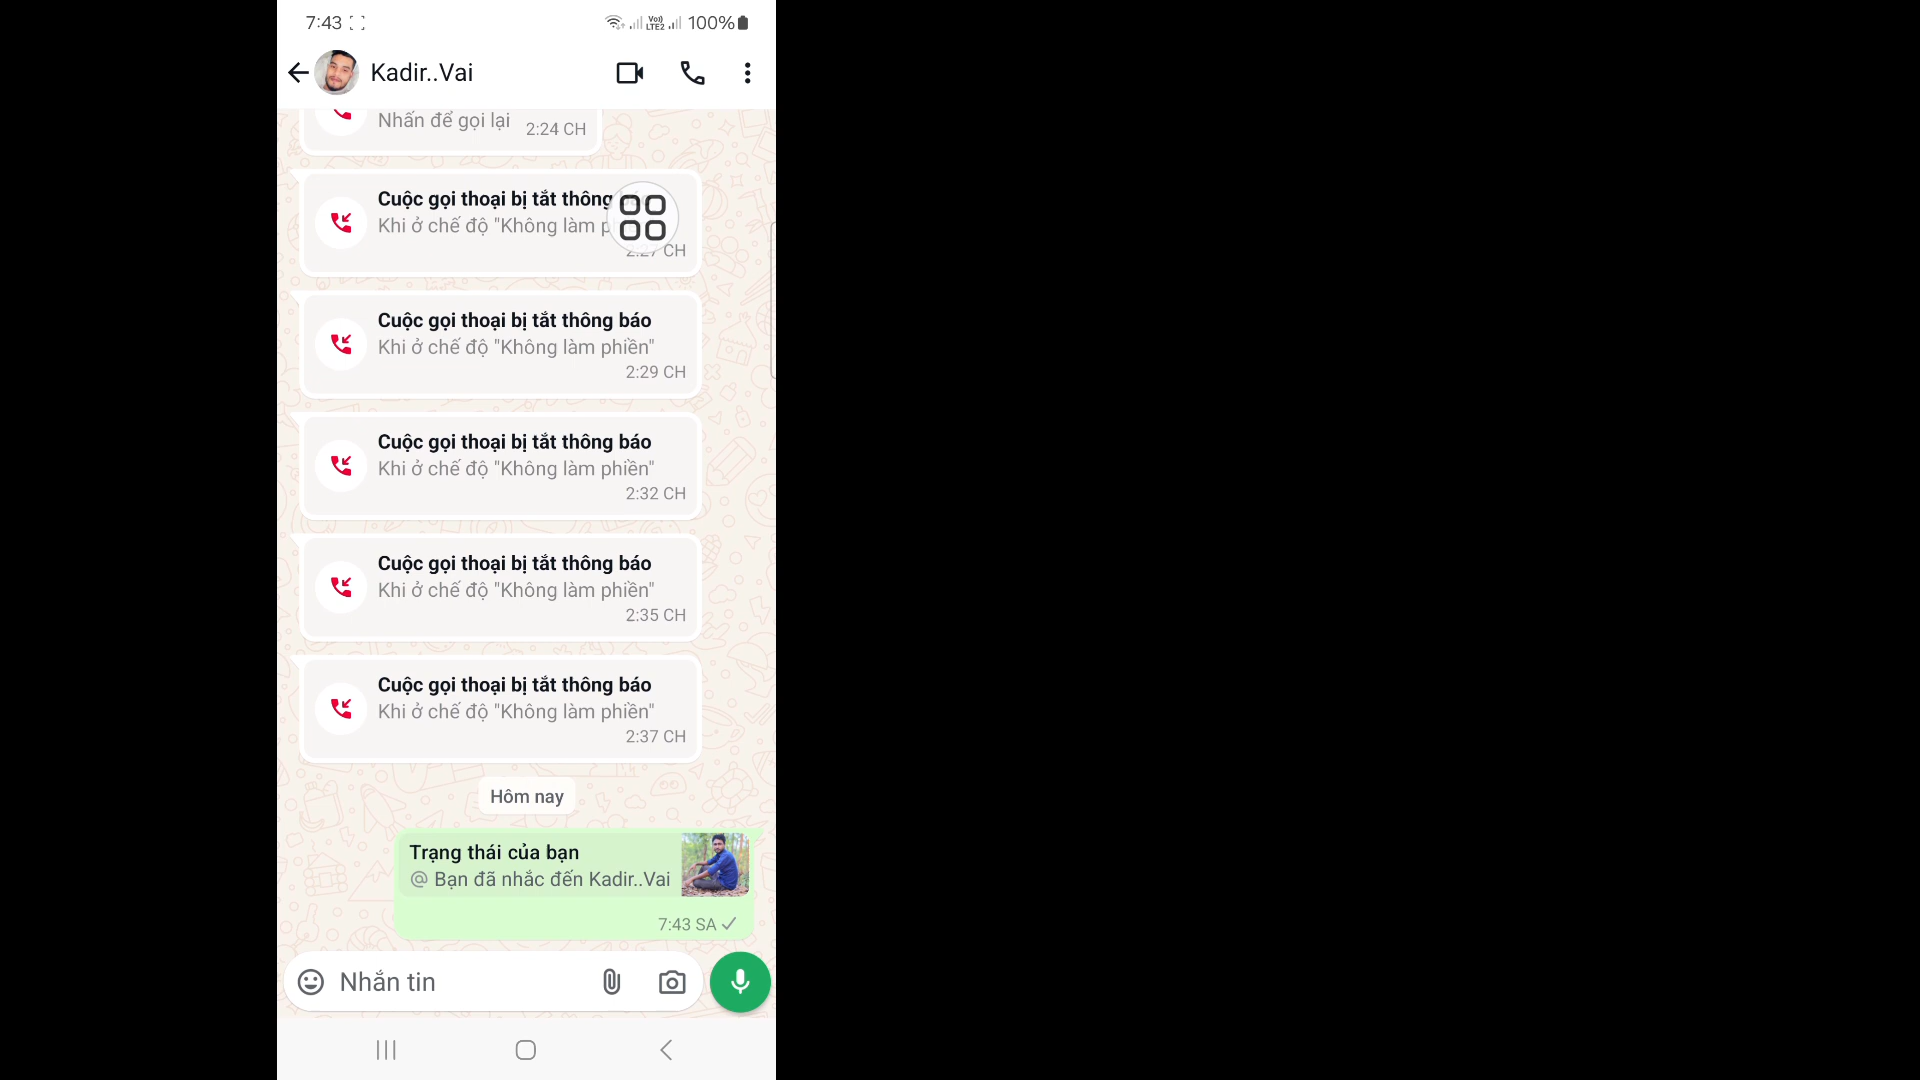 7:43
Vo)) LTE2 100%
Kadir..Vai
Nhấn để gọi lại
2:24 CH
Cuộc gọi thoại bị tắt thông
Khi ở chế độ "Không làm
2:27 CH
Cuộc gọi thoại bị tắt thông báo
Khi ở chế độ "Không làm phiền"
2:29 CH
Cuộc gọi thoại bị tắt thông báo
Khi ở chế độ "Không làm phiền"
2:32 CH
Cuộc gọi thoại bị tắt thông báo
Khi ở chế độ "Không làm phiền"
2:35 CH
Cuộc gọi thoại bị tắt thông báo
Khi ở chế độ "Không làm phiền"
2:37 CH
Hôm nay
Trạng thái của bạn
@ Bạn đã nhắc đến Kadir..Vai
7:43 SA
Nhắn tin